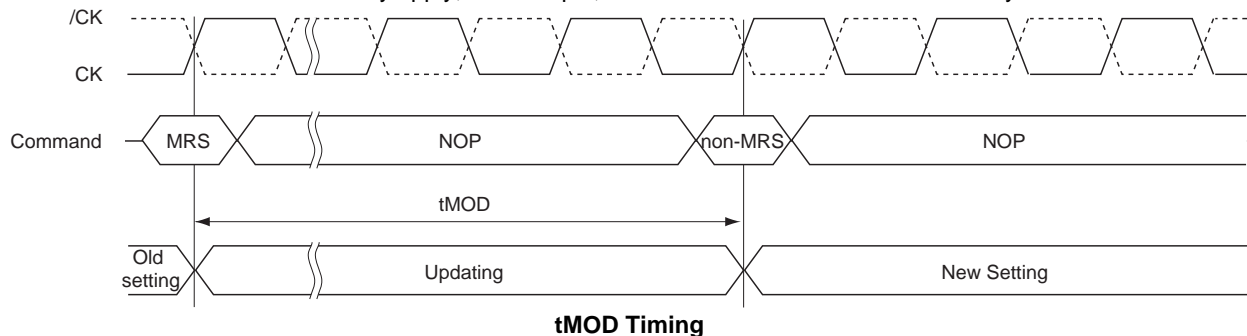 /CK
CK
Command MRS NOP non-MRS NOP
tMOD
Old
setting Updating New Setting
tMOD Timing